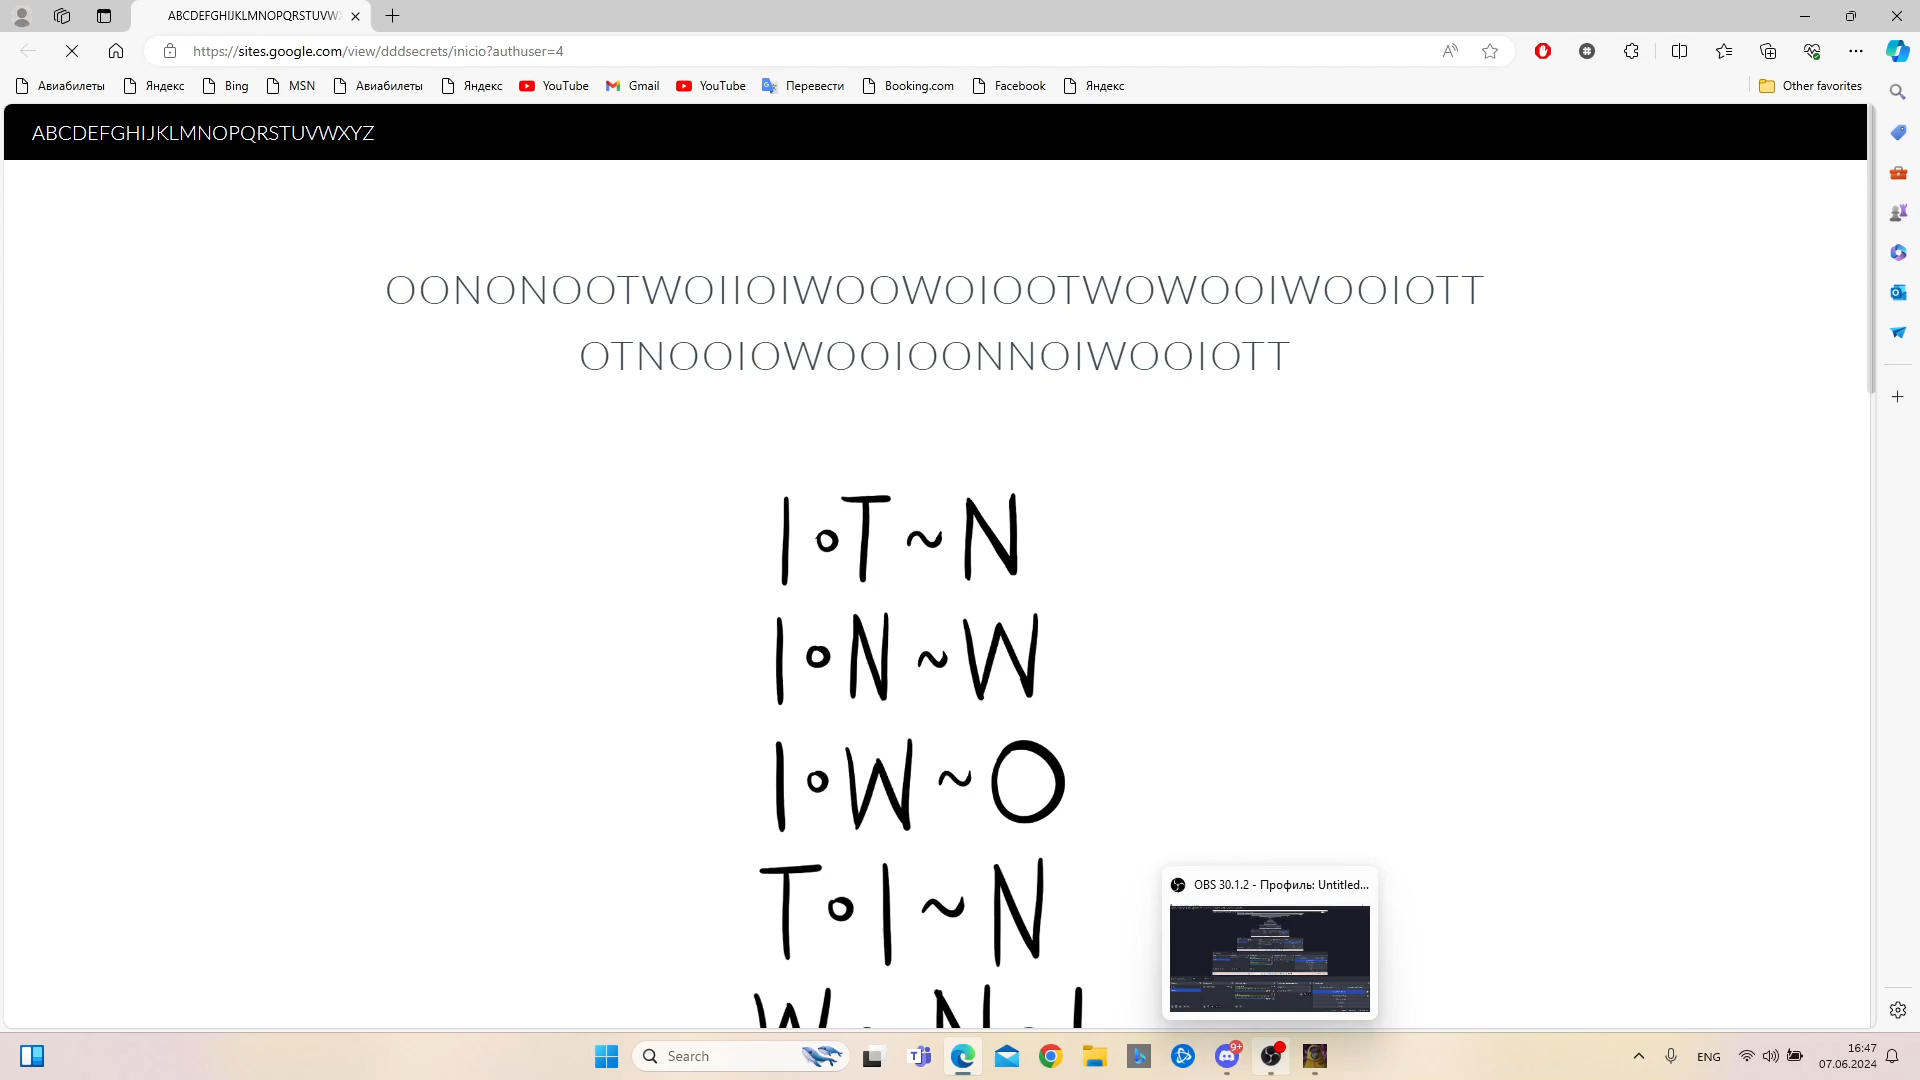 ABCDEFGHIJKLMNOPQRSTUVW
https://sites.google.com/view/dddsecrets/inicio?authuser=4
Авиабилеты Яндекс Bing MSN Авиабилеты Яндекс YouTube Gmail YouTube Перевести Booking.com Facebook Яндекс Other favorites
ABCDEFGHIJKLMNOPQRSTUVWXYZ
OONONOOTWOIIOIWOOWOIOOTWOWOOIWOOIOTT
OTNOOIOWOOIOONNOIWOOIOTT
I∘T~N
I∘N~W
I∘W~O
T∘I~N
OBS 30.1.2 - Профиль: Untitled...
Search
9+
ENG
16:47
07.06.2024